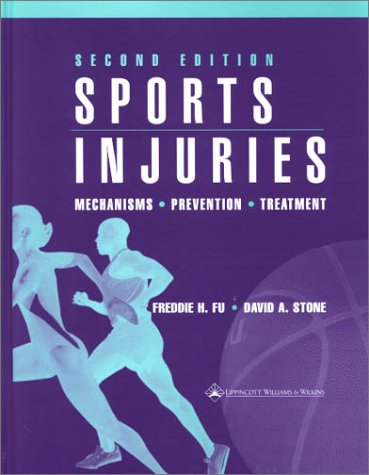 SECOND EDITION
SPORTS
INJURIES
MECHANISMS • PREVENTION • TREATMENT
FREDDIE H. FU • DAVID A. STONE
LIPPINCOTT WILLIAMS & WILKINS